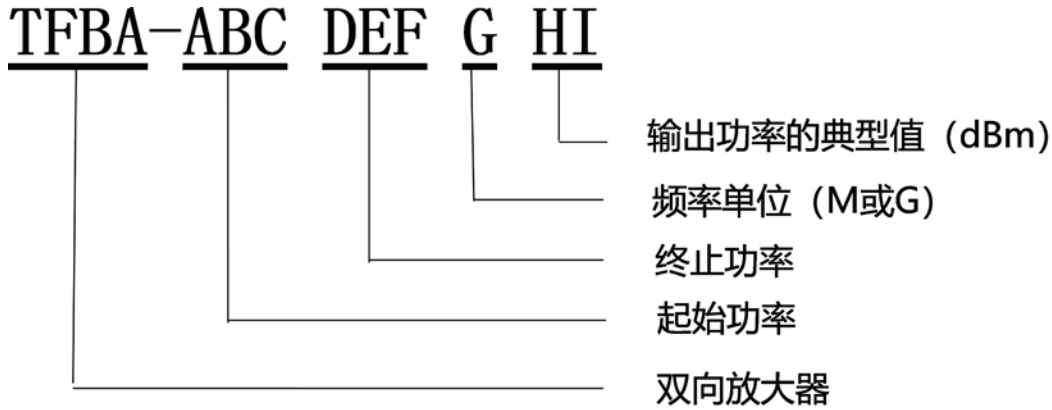 TFBA-ABC DEF G HI
输出功率的典型值（dBm）
频率单位（M或G）
终止功率
起始功率
双向放大器